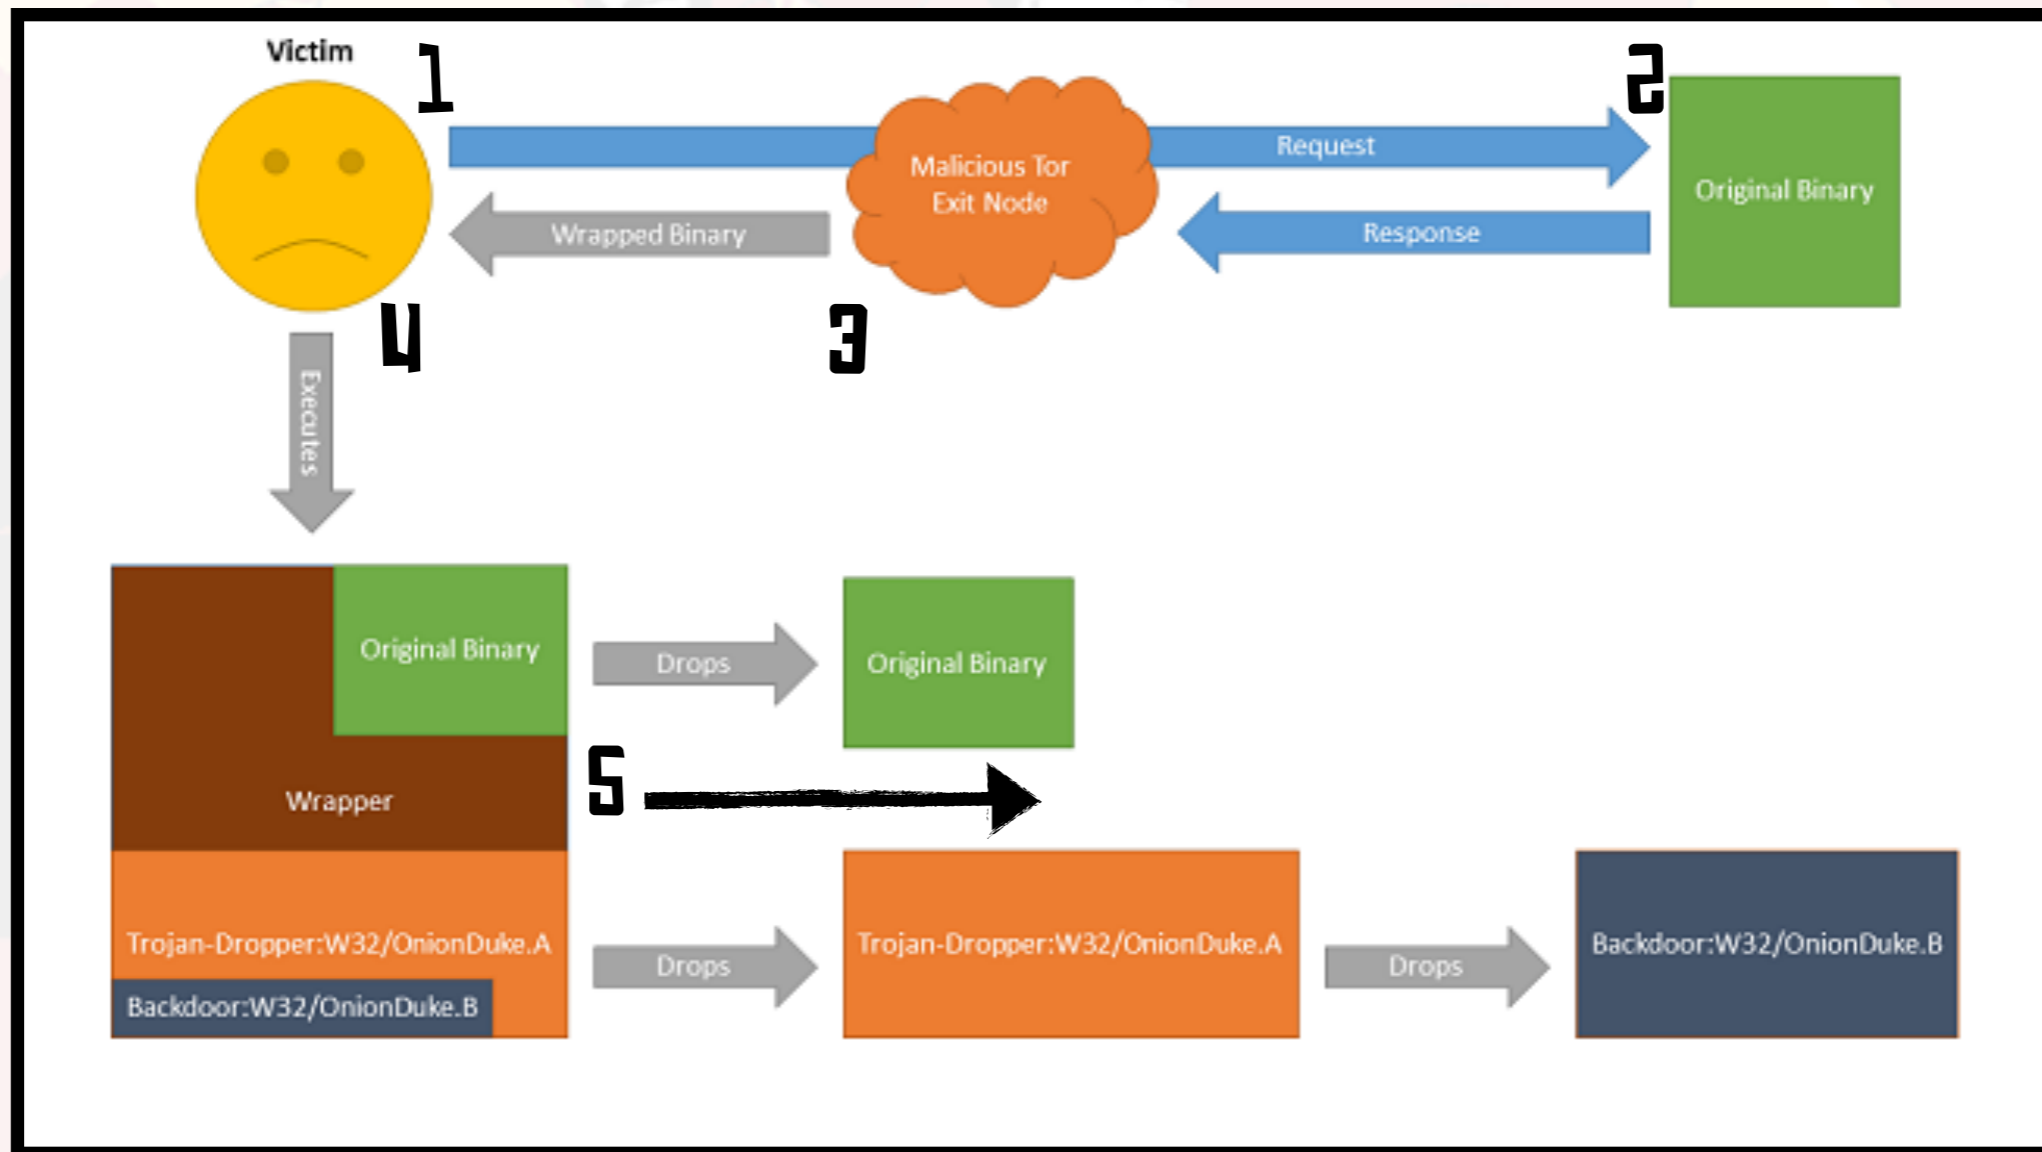 Victim
1
2
Request
Malicious Tor
Exit Node
Original Binary
Wrapped Binary
Response
4
3
Executes
Original Binary
Drops
Original Binary
5
Wrapper
Trojan-Dropper:W32/OnionDuke.A
Drops
Trojan-Dropper:W32/OnionDuke.A
Drops
Backdoor:W32/OnionDuke.B
Backdoor:W32/OnionDuke.B